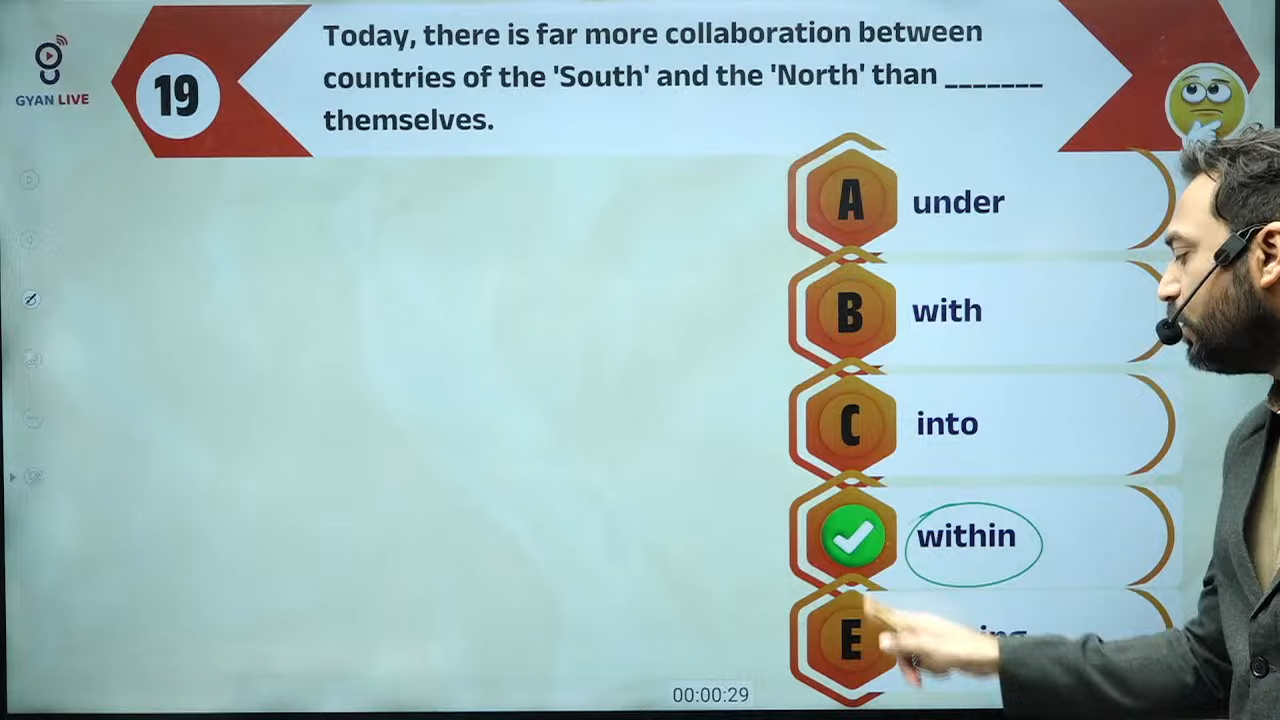 GYAN LIVE
19
Today, there is far more collaboration between
countries of the 'South' and the 'North' than _______
themselves.
A under
B with
C into
within
E
00:00:29